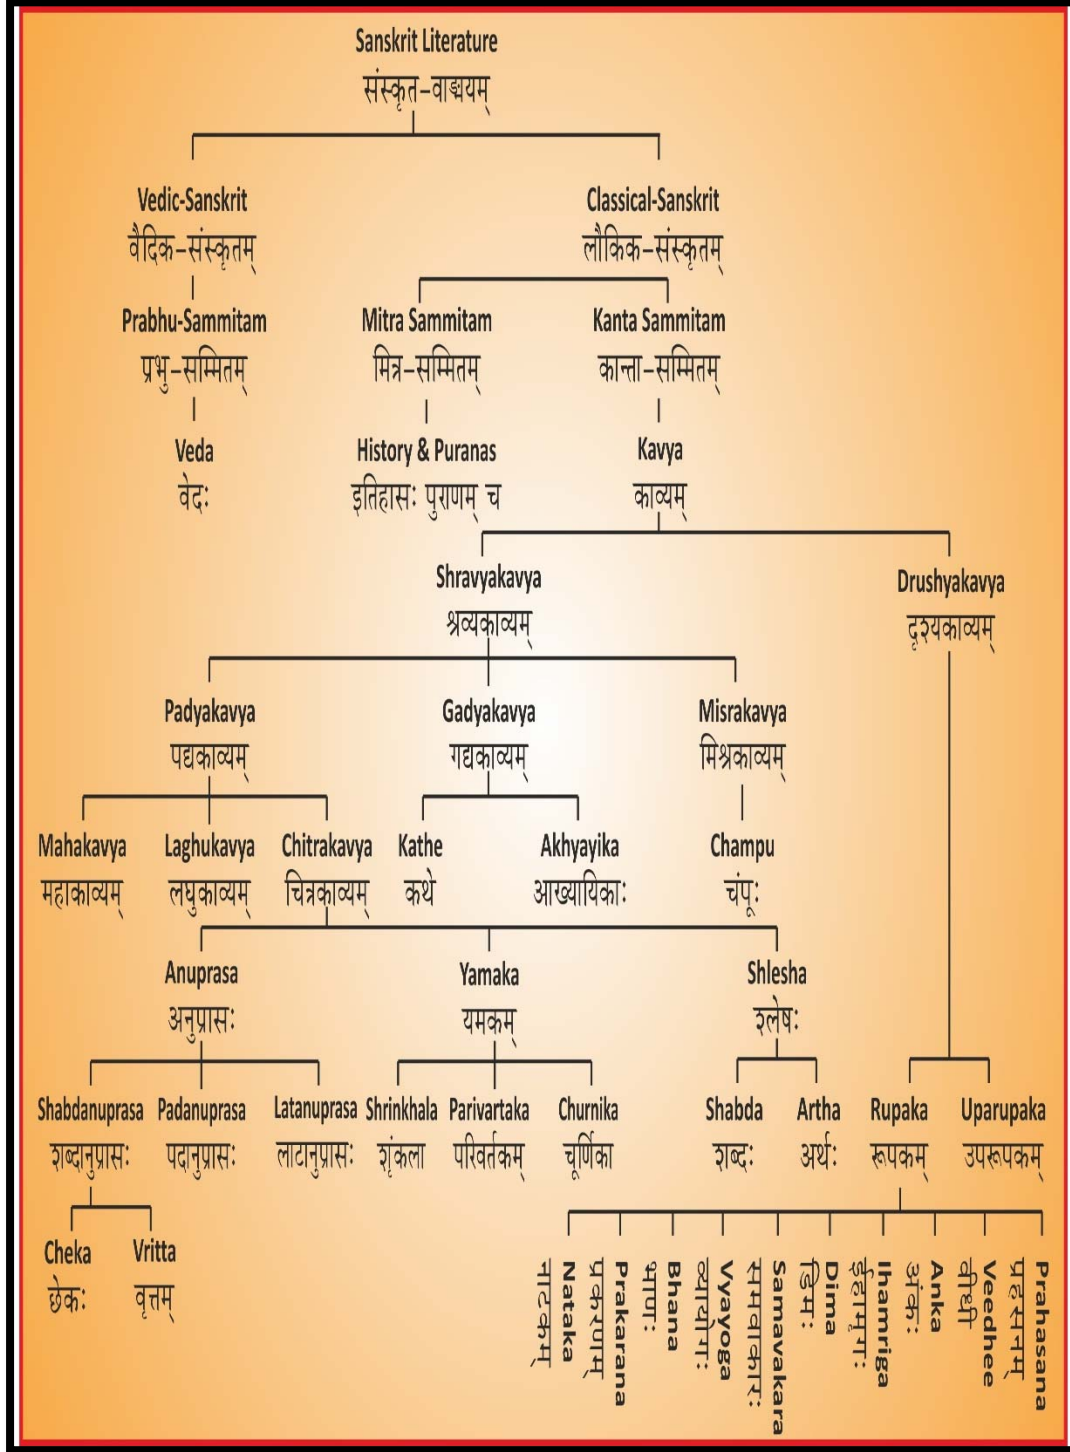 Sanskrit Literature
संस्कृत-वाङ्मयम्
Vedic-Sanskrit
वैदिक-संस्कृतम्
Classical-Sanskrit
लौकिक-संस्कृतम्
Prabhu-Sammitam
प्रभु-सम्मितम्
Mitra Sammitam
मित्र-सम्मितम्
Kanta Sammitam
कान्ता-सम्मितम्
Veda
वेदः
History & Puranas
इतिहासः पुराणम् च
Kavya
काव्यम्
Shravyakavya
श्रव्यकाव्यम्
Drushyakavya
दृश्यकाव्यम्
Padyakavya
पद्यकाव्यम्
Gadyakavya
गद्यकाव्यम्
Misrakavya
मिश्रकाव्यम्
Mahakavya
महाकाव्यम्
Laghukavya
लघुकाव्यम्
Chitrakavya
चित्रकाव्यम्
Kathe
कथे
Akhyayika
आख्यायिकाः
Champu
चंपूः
Anuprasa
अनुप्रासः
Yamaka
यमकम्
Shlesha
श्लेषः
Shabdanuprasa
शब्दानुप्रासः
Padanuprasa
पदानुप्रासः
Latanuprasa
लाटानुप्रासः
Shrinkhala
शृंकला
Parivartaka
परिवर्तकम्
Churnika
चूर्णिका
Shabda
शब्दः
Artha
अर्थः
Rupaka
रूपकम्
Uparupaka
उपरूपकम्
Cheka
छेकः
Vritta
वृत्तम्
Nataka
नाटकम्
Prakarana
प्रकरणम्
Bhana
भाणः
Vyayoga
व्यायोगः
Samavakara
समवाकारः
Dima
डिमः
Ihamriga
ईहामृगः
Anka
अंकः
Veedhee
वीधी
Prahasana
प्रहसनम्